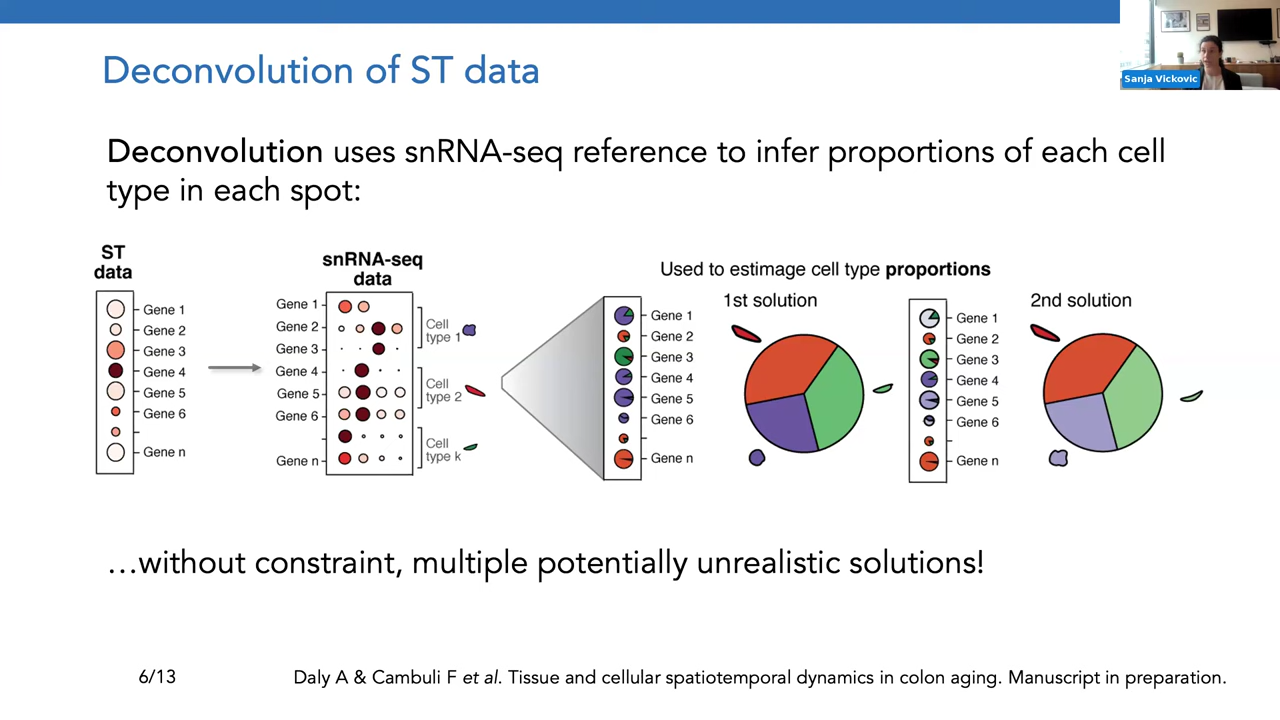 Deconvolution of ST data
Sanja Vickovic
Deconvolution uses snRNA-seq reference to infer proportions of each cell
type in each spot:
ST
data
Gene 1
Gene 2
Gene 3
Gene 4
Gene 5
Gene 6
Gene n
snRNA-seq
data
Gene 1
Gene 2
Gene 3
Gene 4
Gene 5
Gene 6
Gene n
Cell
type 1
Cell
type 2
Cell
type k
Used to estimage cell type proportions
1st solution
Gene 1
Gene 2
Gene 3
Gene 4
Gene 5
Gene 6
Gene n
2nd solution
Gene 1
Gene 2
Gene 3
Gene 4
Gene 5
Gene 6
Gene n
...without constraint, multiple potentially unrealistic solutions!
6/13
Daly A & Cambuli F et al. Tissue and cellular spatiotemporal dynamics in colon aging. Manuscript in preparation.